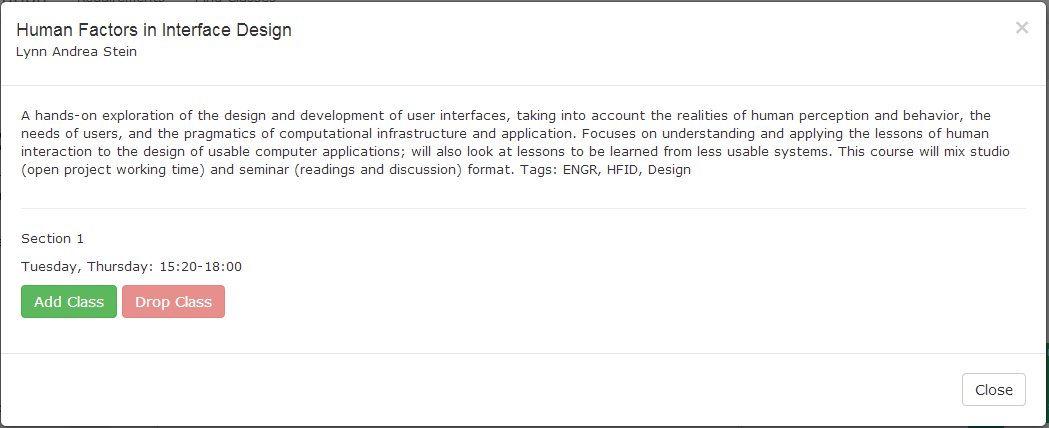 Human Factors in Interface Design
×
Lynn Andrea Stein
A hands-on exploration of the design and development of user interfaces, taking into account the realities of human perception and behavior, the
needs of users, and the pragmatics of computational infrastructure and application. Focuses on understanding and applying the lessons of human
interaction to the design of usable computer applications; will also look at lessons to be learned from less usable systems. This course will mix studio
(open project working time) and seminar (readings and discussion) format. Tags: ENGR, HFID, Design
Section 1
Tuesday, Thursday: 15:20-18:00
Add Class Drop Class
Close